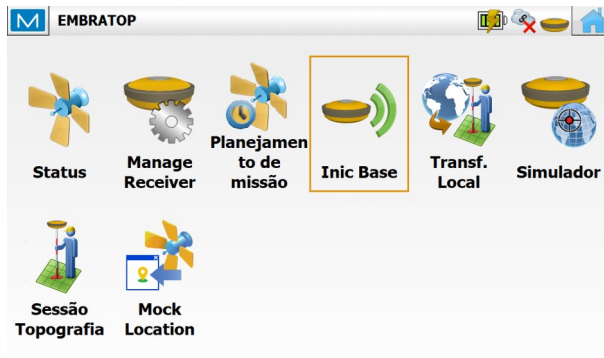 M EMBRATOP
Status
Manage
Receiver
Planejamen
to de
missão
Inic Base
Transf.
Local
Simulador
Sessão
Topografia
Mock
Location